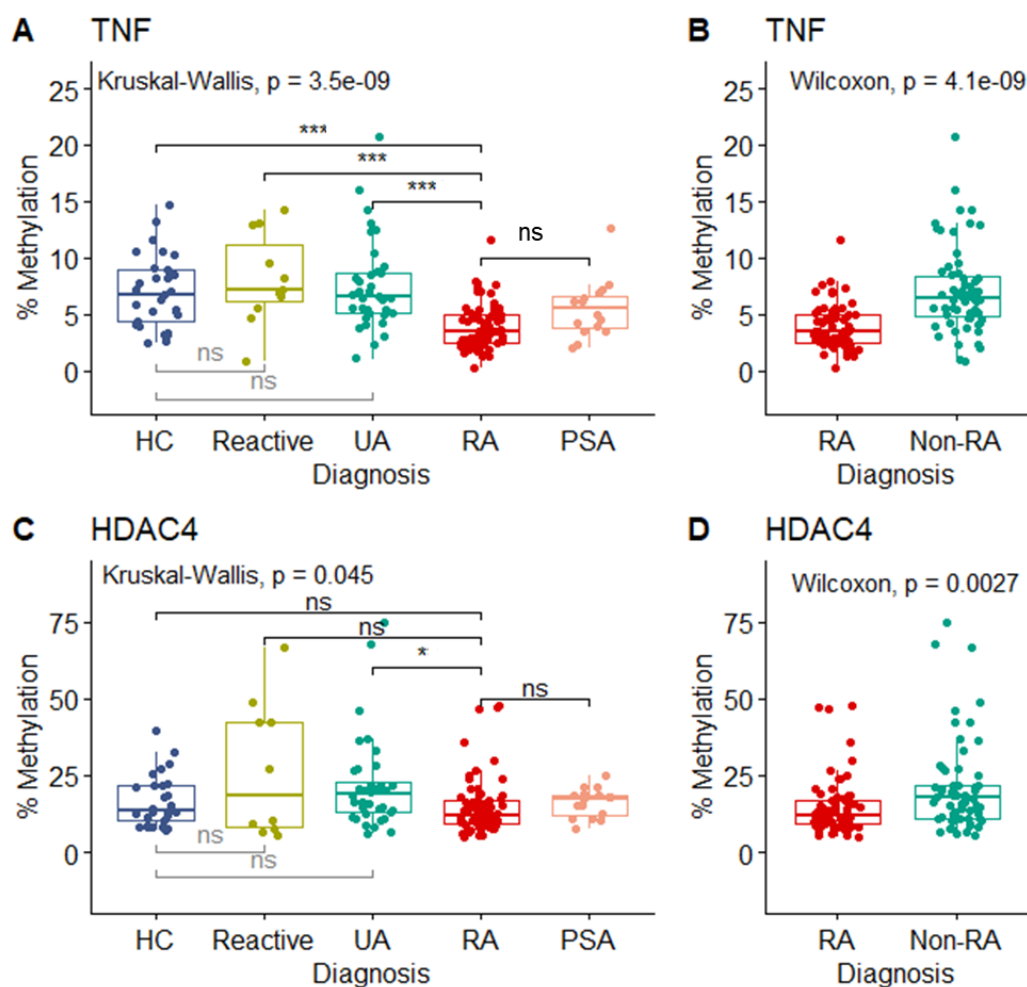 A TNF
Kruskal-Wallis, p = 3.5e-09
% Methylation
25
20
15
10
5
0
***
***
***
ns
ns
ns
HC Reactive UA RA PSA
Diagnosis
B TNF
Wilcoxon, p = 4.1e-09
% Methylation
25
20
15
10
5
0
RA Non-RA
Diagnosis
C HDAC4
Kruskal-Wallis, p = 0.045
% Methylation
75
50
25
0
ns
ns
*
ns
ns
ns
HC Reactive UA RA PSA
Diagnosis
D HDAC4
Wilcoxon, p = 0.0027
% Methylation
75
50
25
0
RA Non-RA
Diagnosis